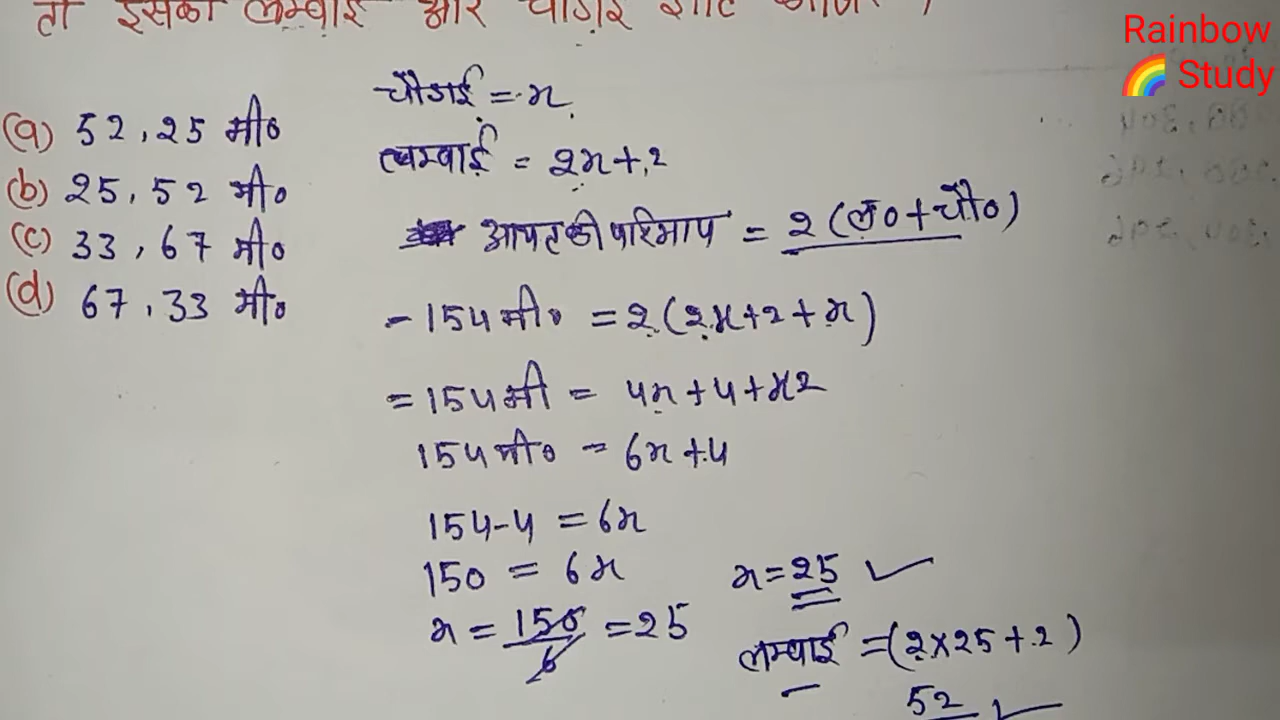 तो इसकी लम्बाई और चौड़ाई ज्ञात कीजिए ?
Rainbow
Study
(a) 52, 25 मी०
(b) 25, 52 मी०
(c) 33, 67 मी०
(d) 67, 33 मी०
चौडाई = x
लम्बाई = 2x+2
आयत की परिमाप = 2 (ल०+चौ०)
- 154 मी० = 2 (2x+2+x)
= 154 मी = 4x+4+x2
154 मी० = 6x+4
154-4 = 6x
150 = 6x
x = 150/6 = 25
x = 25 ✓
लम्बाई = (2×25+2)
52 ✓